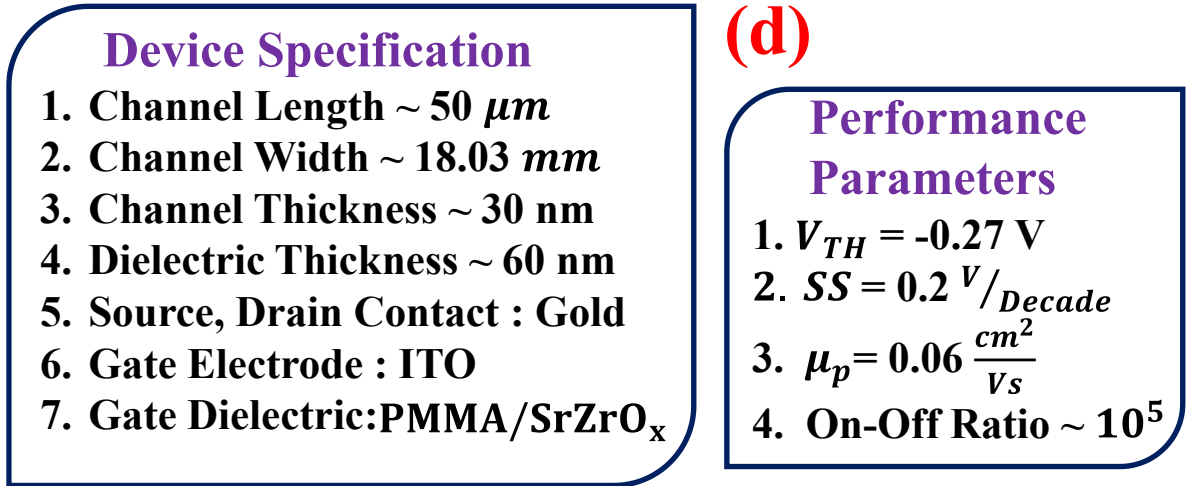 Device Specification
1. Channel Length ~ 50 μm
2. Channel Width ~ 18.03 mm
3. Channel Thickness ~ 30 nm
4. Dielectric Thickness ~ 60 nm
5. Source, Drain Contact : Gold
6. Gate Electrode : ITO
7. Gate Dielectric:PMMA/SrZrOₓ
(d)
Performance
Parameters
1. V_TH = -0.27 V
2. SS = 0.2 V/Decade
3. μₚ= 0.06 cm²/Vs
4. On-Off Ratio ~ 10⁵